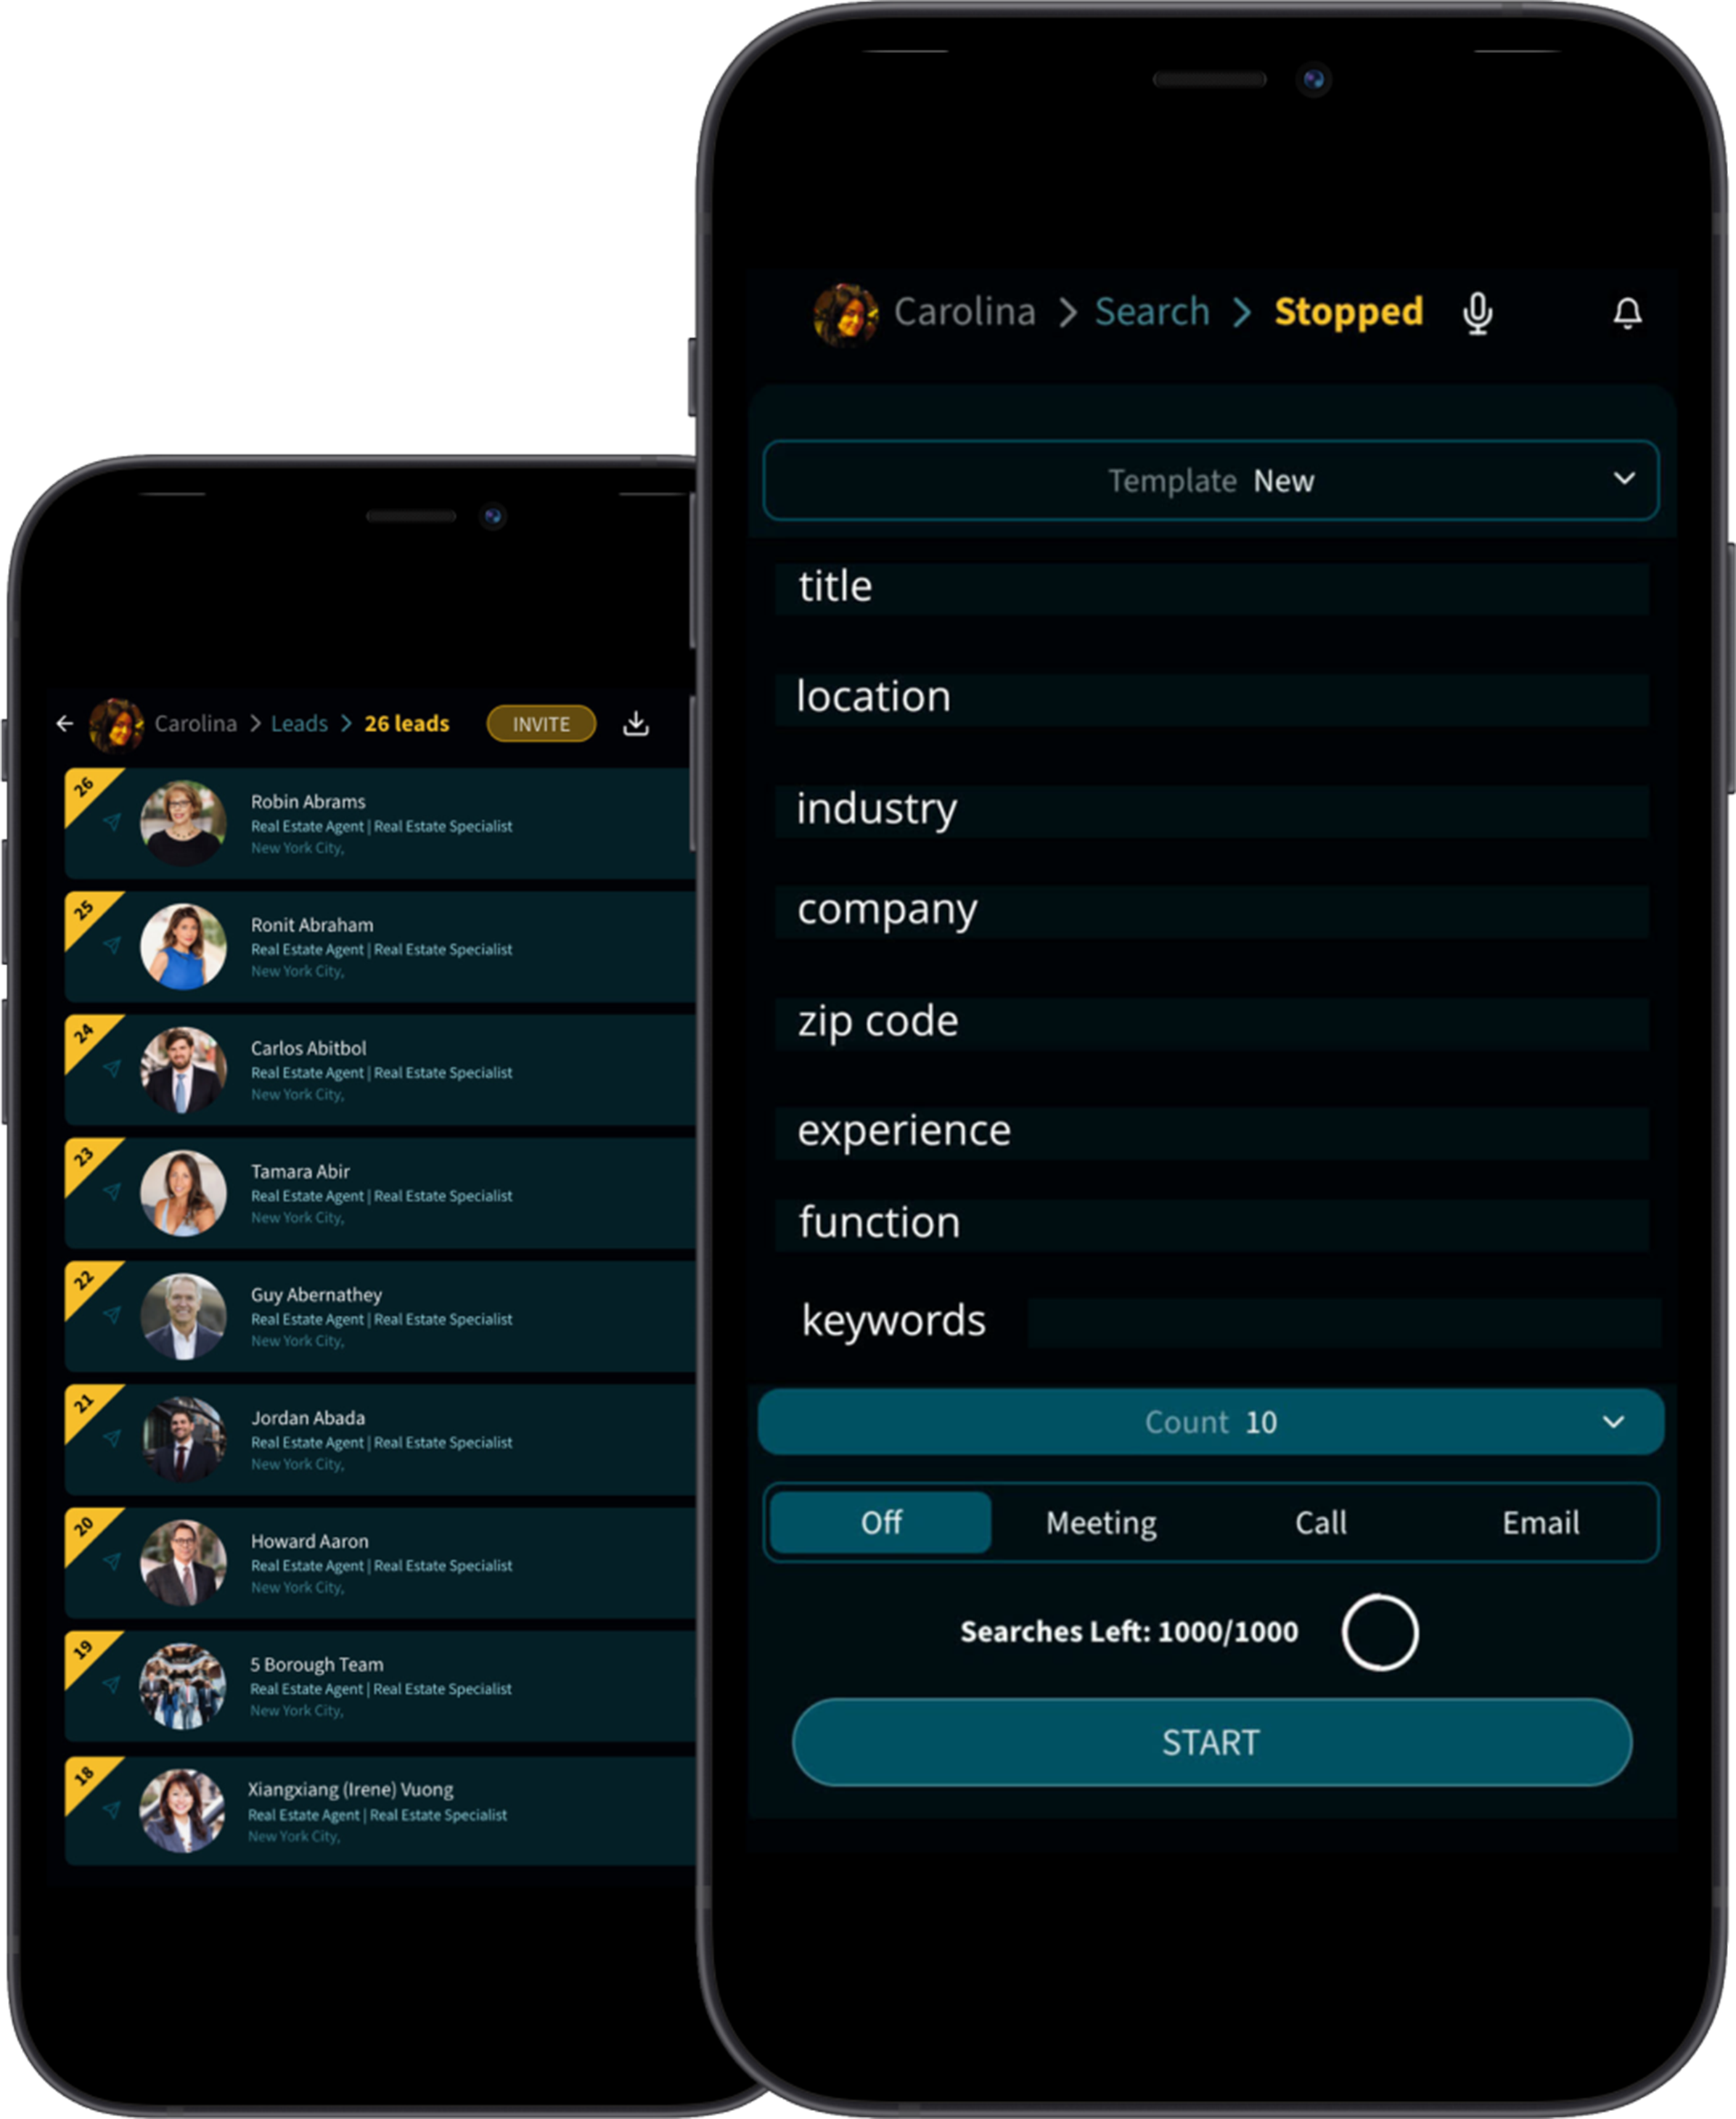 Carolina > Leads > 26 leads INVITE
26
Robin Abrams
Real Estate Agent | Real Estate Specialist
New York City,
25
Ronit Abraham
Real Estate Agent | Real Estate Specialist
New York City,
24
Carlos Abitbol
Real Estate Agent | Real Estate Specialist
New York City,
23
Tamara Abir
Real Estate Agent | Real Estate Specialist
New York City,
22
Guy Abernathey
Real Estate Agent | Real Estate Specialist
New York City,
21
Jordan Abada
Real Estate Agent | Real Estate Specialist
New York City,
20
Howard Aaron
Real Estate Agent | Real Estate Specialist
New York City,
19
5 Borough Team
Real Estate Agent | Real Estate Specialist
New York City,
18
Xiangxiang (Irene) Vuong
Real Estate Agent | Real Estate Specialist
New York City,
Carolina > Search > Stopped
Template New
title
location
industry
company
zip code
experience
function
keywords
Count 10
Off Meeting Call Email
Searches Left: 1000/1000
START